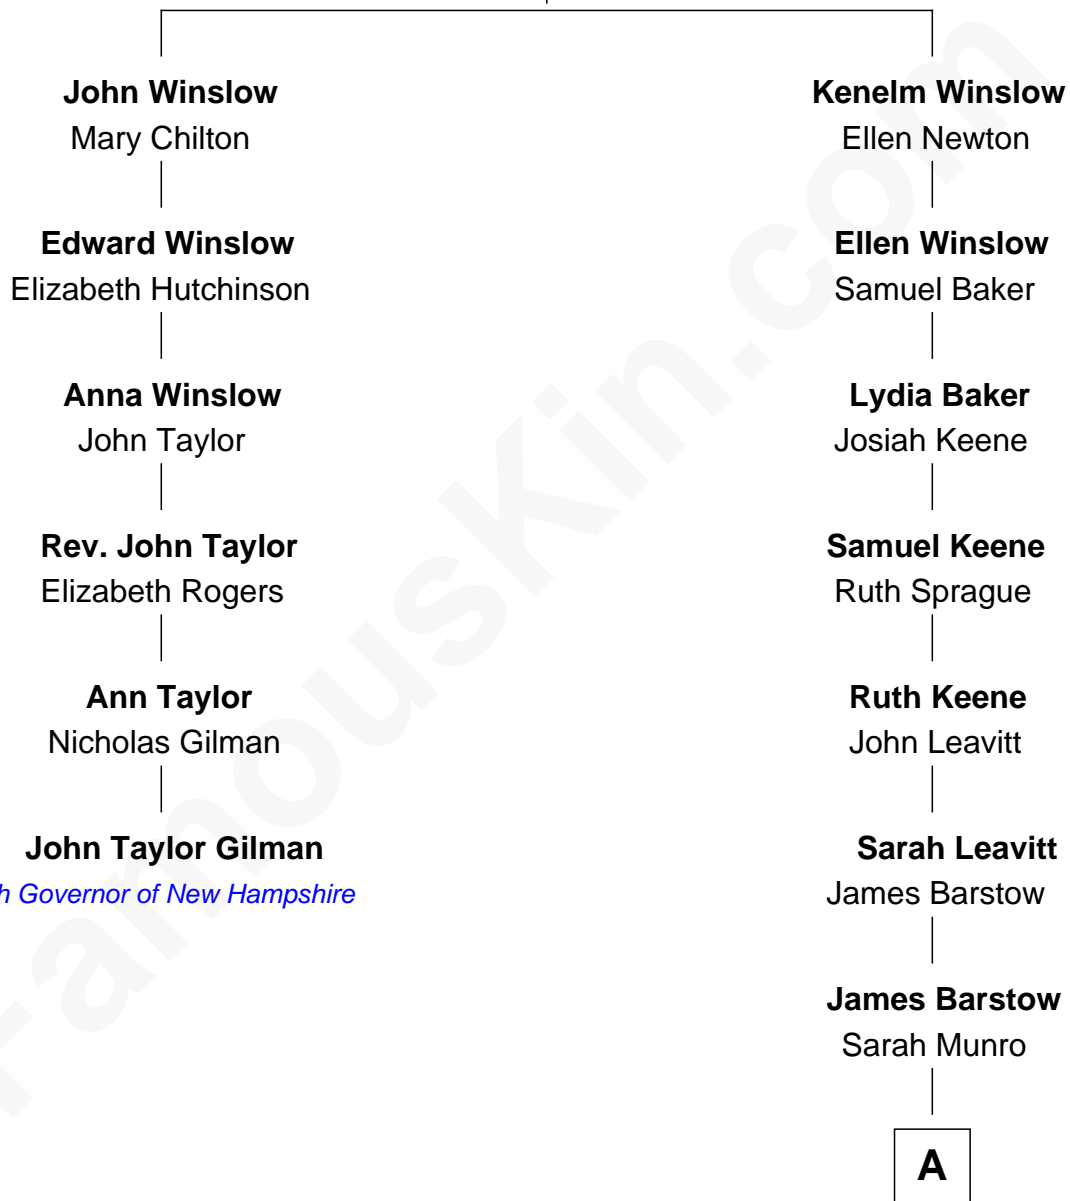 John Winslow
Mary Chilton
Edward Winslow
Elizabeth Hutchinson
Anna Winslow
John Taylor
Rev. John Taylor
Elizabeth Rogers
Ann Taylor
Nicholas Gilman
John Taylor Gilman
h Governor of New Hampshire
Kenelm Winslow
Ellen Newton
Ellen Winslow
Samuel Baker
Lydia Baker
Josiah Keene
Samuel Keene
Ruth Sprague
Ruth Keene
John Leavitt
Sarah Leavitt
James Barstow
James Barstow
Sarah Munro
A
FamousKin.com